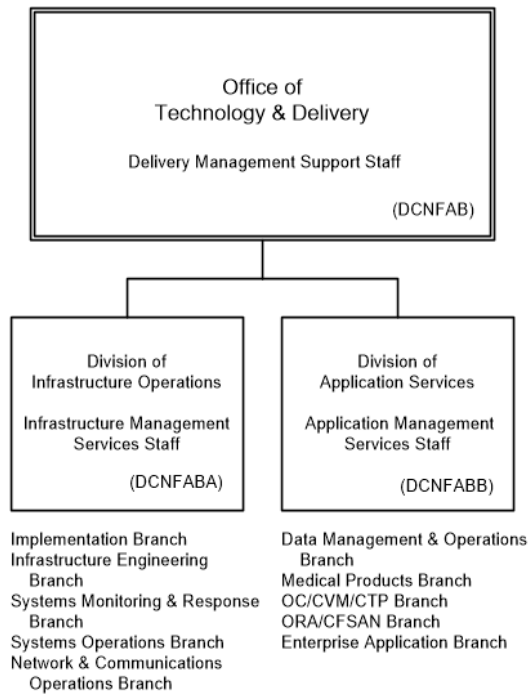 Office of
Technology & Delivery
Delivery Management Support Staff
(DCNFAB)
Division of
Infrastructure Operations
Infrastructure Management
Services Staff
(DCNFABA)
Implementation Branch
Infrastructure Engineering
Branch
Systems Monitoring & Response
Branch
Systems Operations Branch
Network & Communications
Operations Branch
Division of
Application Services
Application Management
Services Staff
(DCNFABB)
Data Management & Operations
Branch
Medical Products Branch
OC/CVM/CTP Branch
ORA/CFSAN Branch
Enterprise Application Branch